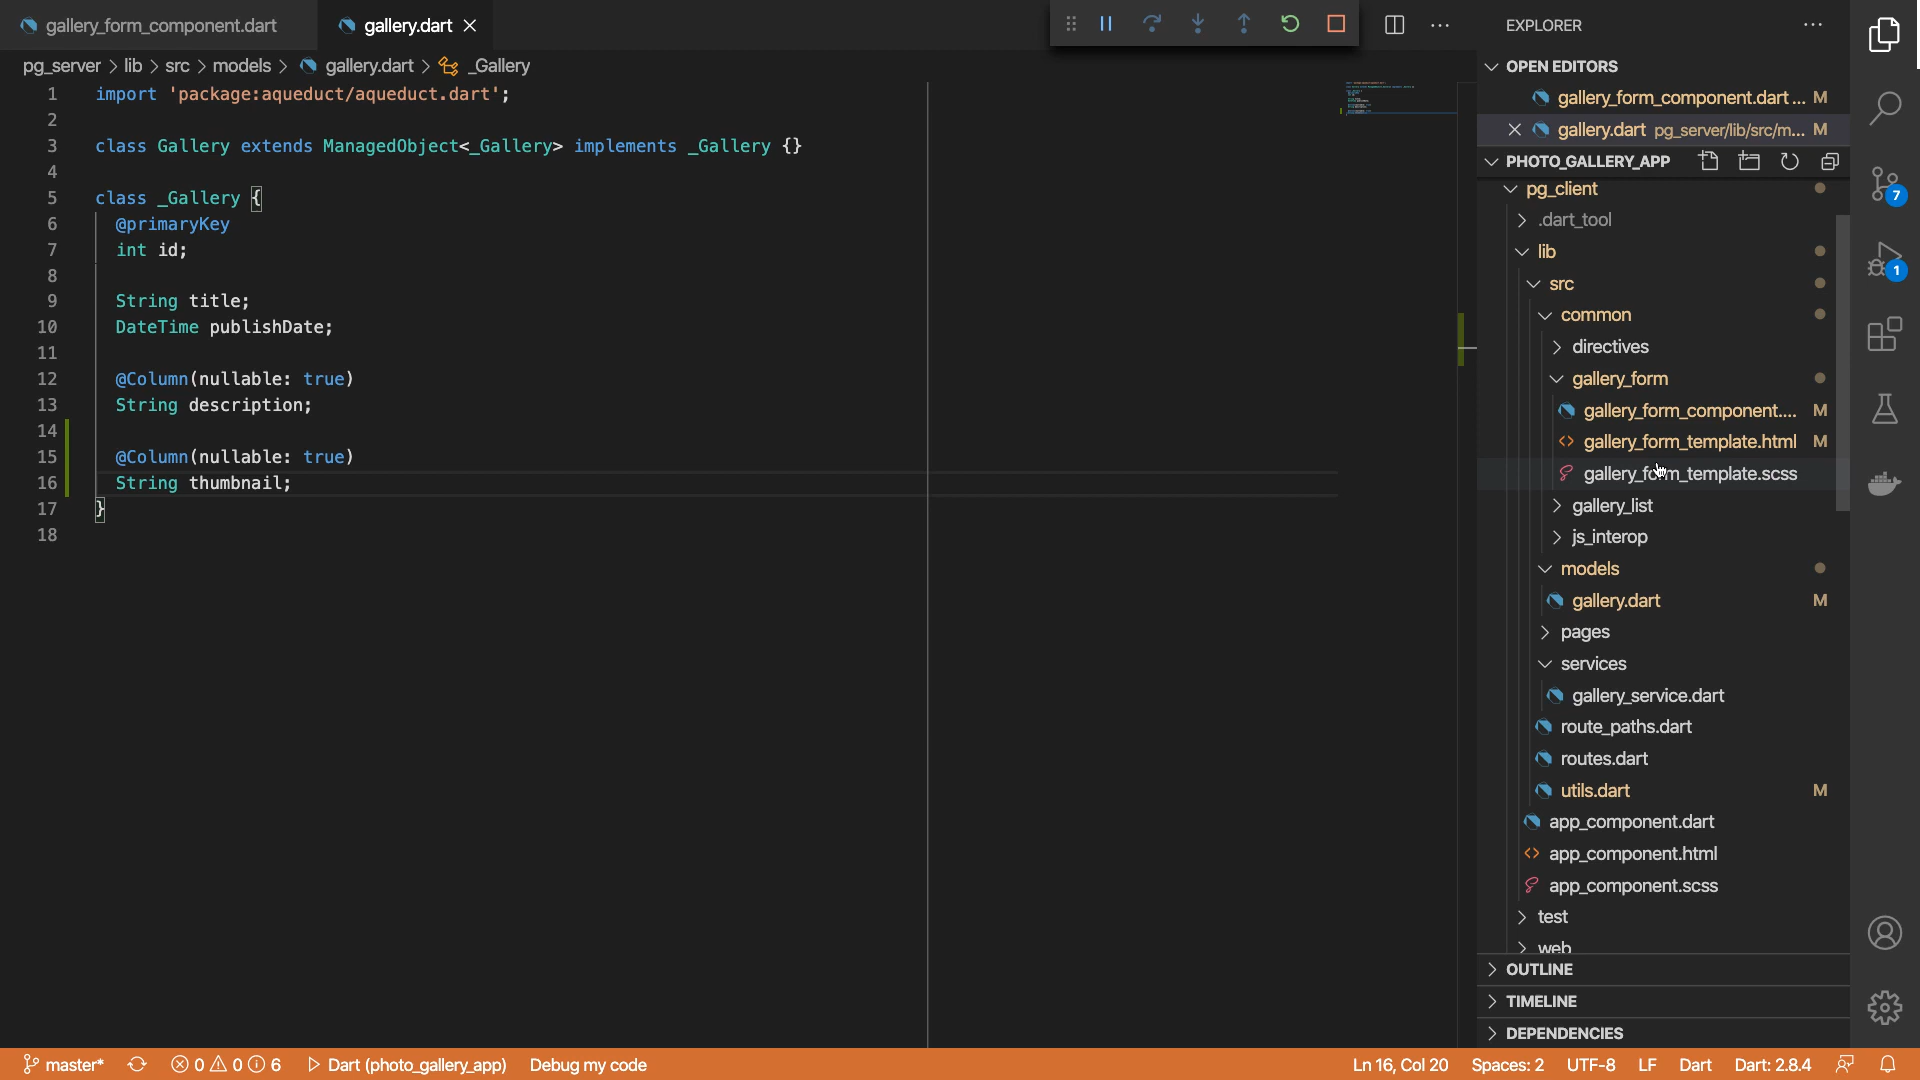 gallery_form_component.dart
gallery.dart
pg_server > lib > src > models > gallery.dart > _Gallery
1 import 'package:aqueduct/aqueduct.dart';
2
3 class Gallery extends ManagedObject<_Gallery> implements _Gallery {}
4
5 class _Gallery {
6 @primaryKey
7 int id;
8
9 String title;
10 DateTime publishDate;
11
12 @Column(nullable: true)
13 String description;
14
15 @Column(nullable: true)
16 String thumbnail;
17 }
18
EXPLORER
OPEN EDITORS
gallery_form_component.dart ... M
gallery.dart pg_server/lib/src/m... M
PHOTO_GALLERY_APP
pg_client
.dart_tool
lib
src
common
directives
gallery_form
gallery_form_component.... M
gallery_form_template.html M
gallery_form_template.scss
gallery_list
js_interop
models
gallery.dart M
pages
services
gallery_service.dart
route_paths.dart
routes.dart
utils.dart M
app_component.dart
app_component.html
app_component.scss
test
web
OUTLINE
TIMELINE
DEPENDENCIES
7
1
master* 0 0 6 Dart (photo_gallery_app) Debug my code Ln 16, Col 20 Spaces: 2 UTF-8 LF Dart Dart: 2.8.4